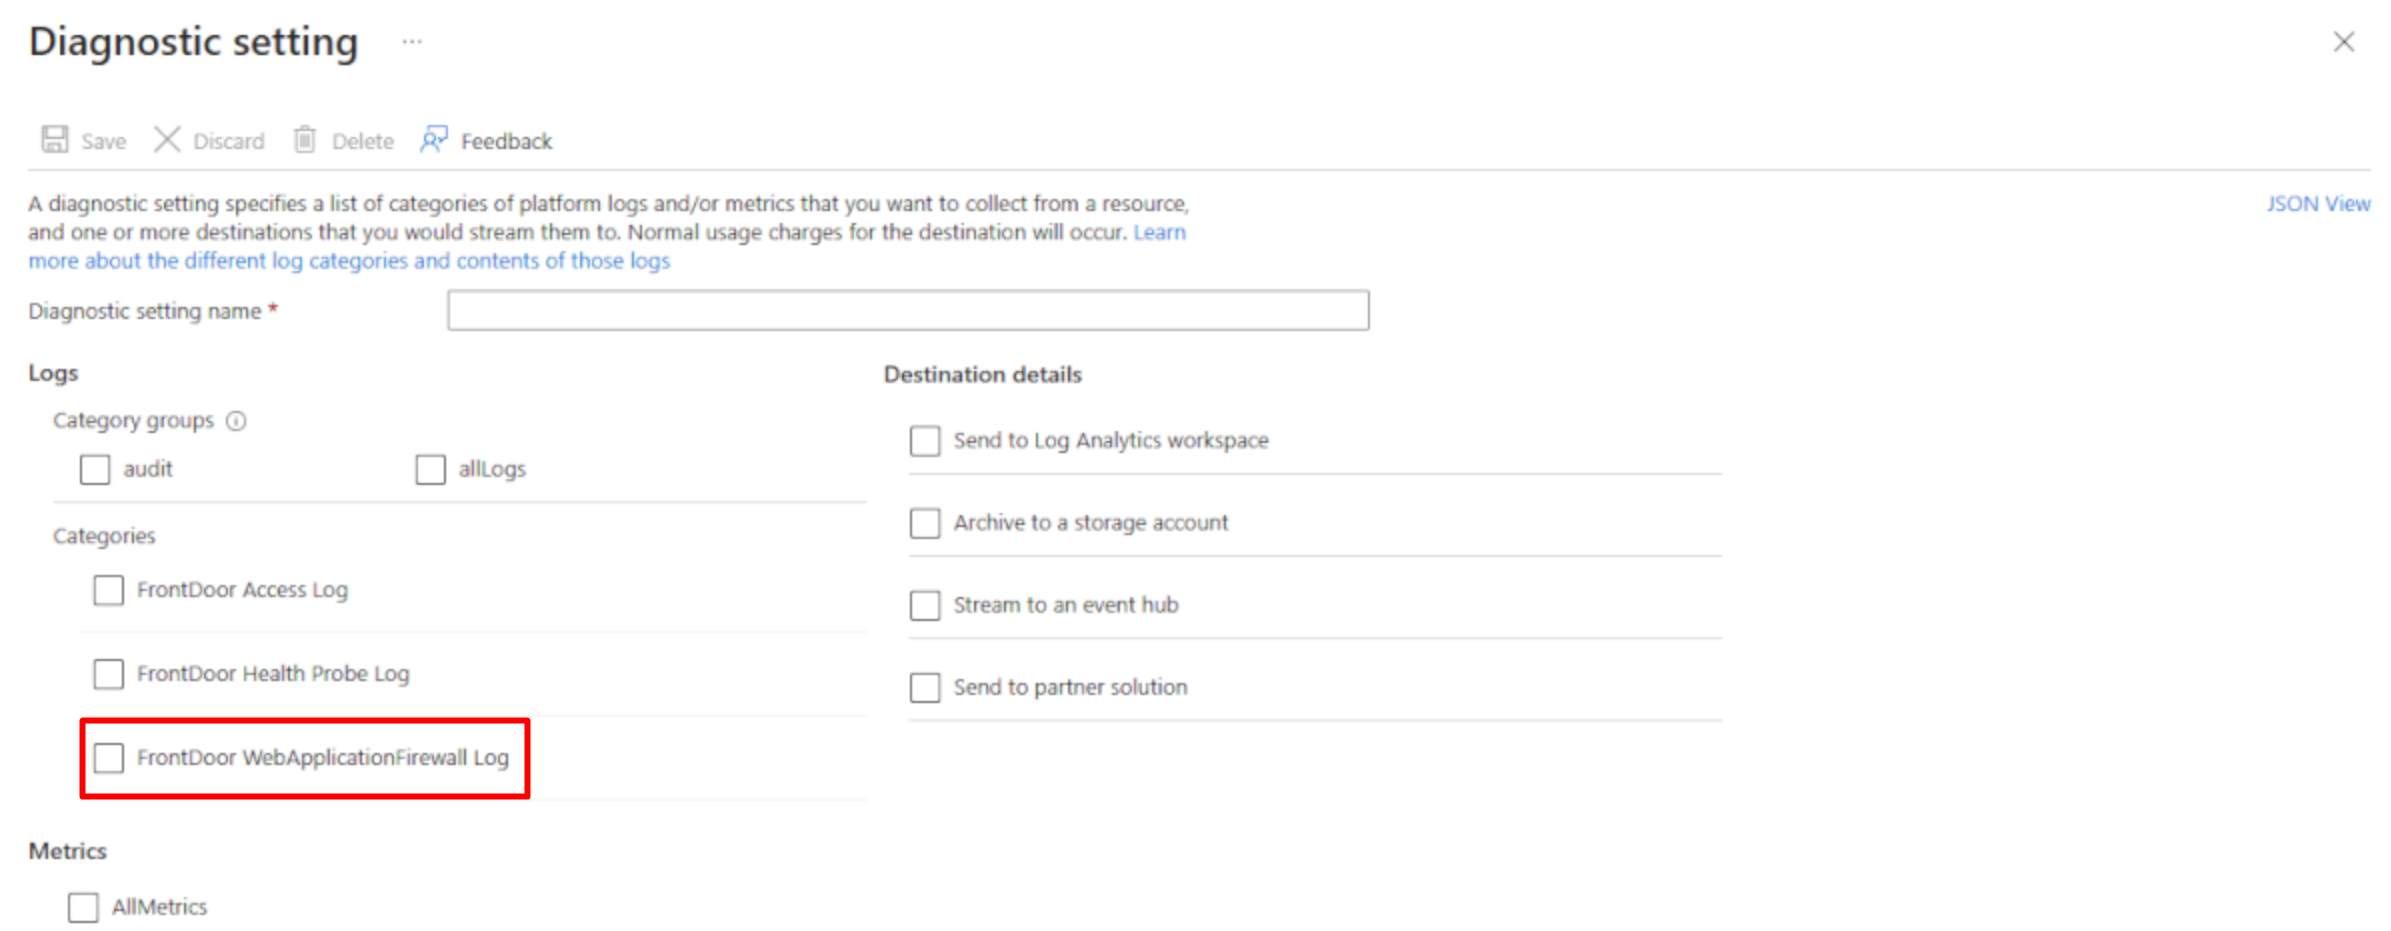 Diagnostic setting ...
Save Discard Delete Feedback
A diagnostic setting specifies a list of categories of platform logs and/or metrics that you want to collect from a resource,
and one or more destinations that you would stream them to. Normal usage charges for the destination will occur. Learn
more about the different log categories and contents of those logs
JSON View
Diagnostic setting name *
Logs
Category groups
audit allLogs
Categories
FrontDoor Access Log
FrontDoor Health Probe Log
FrontDoor WebApplicationFirewall Log
Metrics
AllMetrics
Destination details
Send to Log Analytics workspace
Archive to a storage account
Stream to an event hub
Send to partner solution